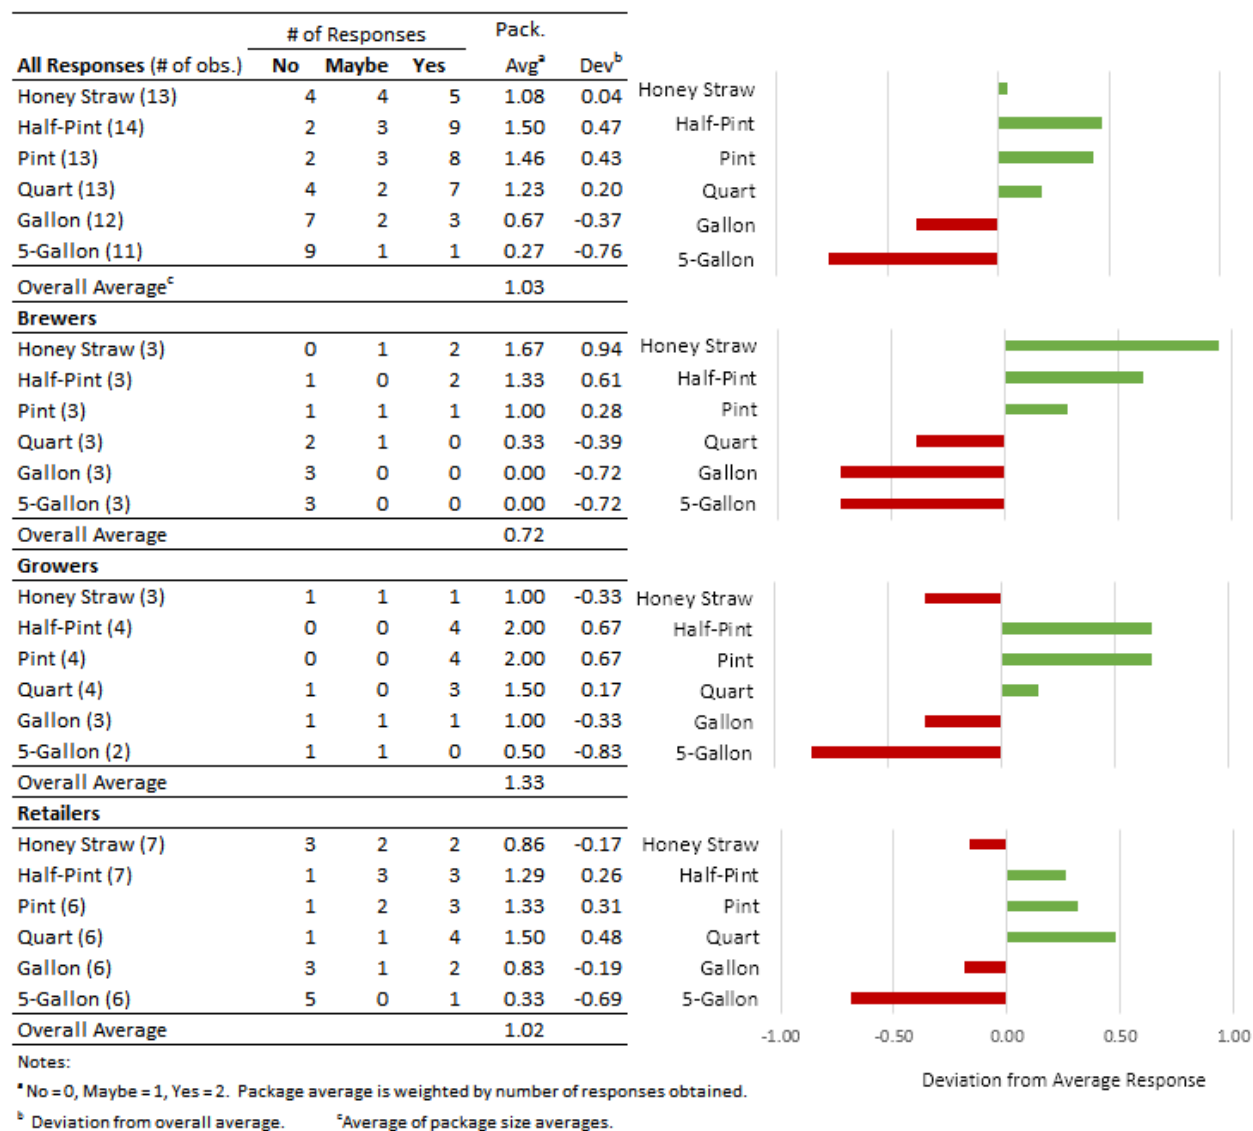 # of Responses Pack.
All Responses (# of obs.) No Maybe Yes Avgᵃ Devᵇ
Honey Straw (13) 4 4 5 1.08 0.04 Honey Straw
Half-Pint (14) 2 3 9 1.50 0.47 Half-Pint
Pint (13) 2 3 8 1.46 0.43 Pint
Quart (13) 4 2 7 1.23 0.20 Quart
Gallon (12) 7 2 3 0.67 -0.37 Gallon
5-Gallon (11) 9 1 1 0.27 -0.76 5-Gallon
Overall Averageᶜ 1.03
Brewers
Honey Straw (3) 0 1 2 1.67 0.94 Honey Straw
Half-Pint (3) 1 0 2 1.33 0.61 Half-Pint
Pint (3) 1 1 1 1.00 0.28 Pint
Quart (3) 2 1 0 0.33 -0.39 Quart
Gallon (3) 3 0 0 0.00 -0.72 Gallon
5-Gallon (3) 3 0 0 0.00 -0.72 5-Gallon
Overall Average 0.72
Growers
Honey Straw (3) 1 1 1 1.00 -0.33 Honey Straw
Half-Pint (4) 0 0 4 2.00 0.67 Half-Pint
Pint (4) 0 0 4 2.00 0.67 Pint
Quart (4) 1 0 3 1.50 0.17 Quart
Gallon (3) 1 1 1 1.00 -0.33 Gallon
5-Gallon (2) 1 1 0 0.50 -0.83 5-Gallon
Overall Average 1.33
Retailers
Honey Straw (7) 3 2 2 0.86 -0.17 Honey Straw
Half-Pint (7) 1 3 3 1.29 0.26 Half-Pint
Pint (6) 1 2 3 1.33 0.31 Pint
Quart (6) 1 1 4 1.50 0.48 Quart
Gallon (6) 3 1 2 0.83 -0.19 Gallon
5-Gallon (6) 5 0 1 0.33 -0.69 5-Gallon
Overall Average 1.02
-1.00 -0.50 0.00 0.50 1.00
Deviation from Average Response
Notes:
ᵃ No = 0, Maybe = 1, Yes = 2. Package average is weighted by number of responses obtained.
ᵇ Deviation from overall average. ᶜAverage of package size averages.